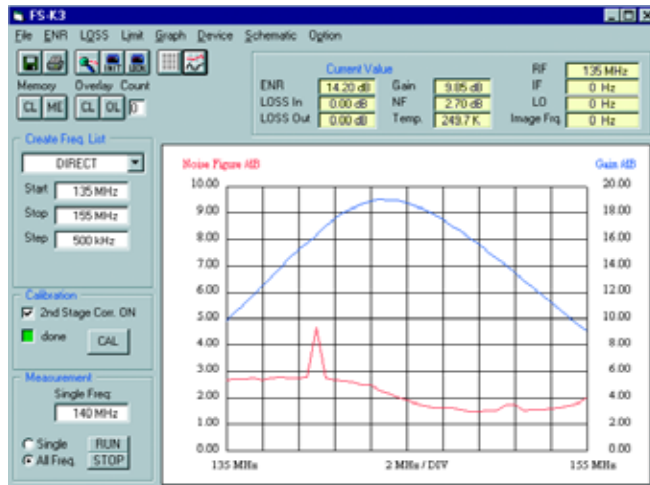 FS-K3
File ENR LOSS Limit Graph Device Schematic Option
Memory Overlay Count
CL ME CL OL 0
Current Value
ENR 14.20 dB Gain 9.85 dB RF 135 MHz
LOSS In 0.00 dB NF 2.70 dB IF 0 Hz
LOSS Out 0.00 dB Temp. 249.7 K LO 0 Hz
Image Frq. 0 Hz
Create Freq. List
DIRECT
Start 135 MHz
Stop 155 MHz
Step 500 kHz
Calibration
2nd Stage Corr. ON
done CAL
Measurement
Single Freq:
140 MHz
Single RUN
All Freq. STOP
Noise Figure /dB Gain /dB
10.00 20.00
9.00 18.00
8.00 16.00
7.00 14.00
6.00 12.00
5.00 10.00
4.00 8.00
3.00 6.00
2.00 4.00
1.00 2.00
0.00 0.00
135 MHz 2 MHz / DIV 155 MHz